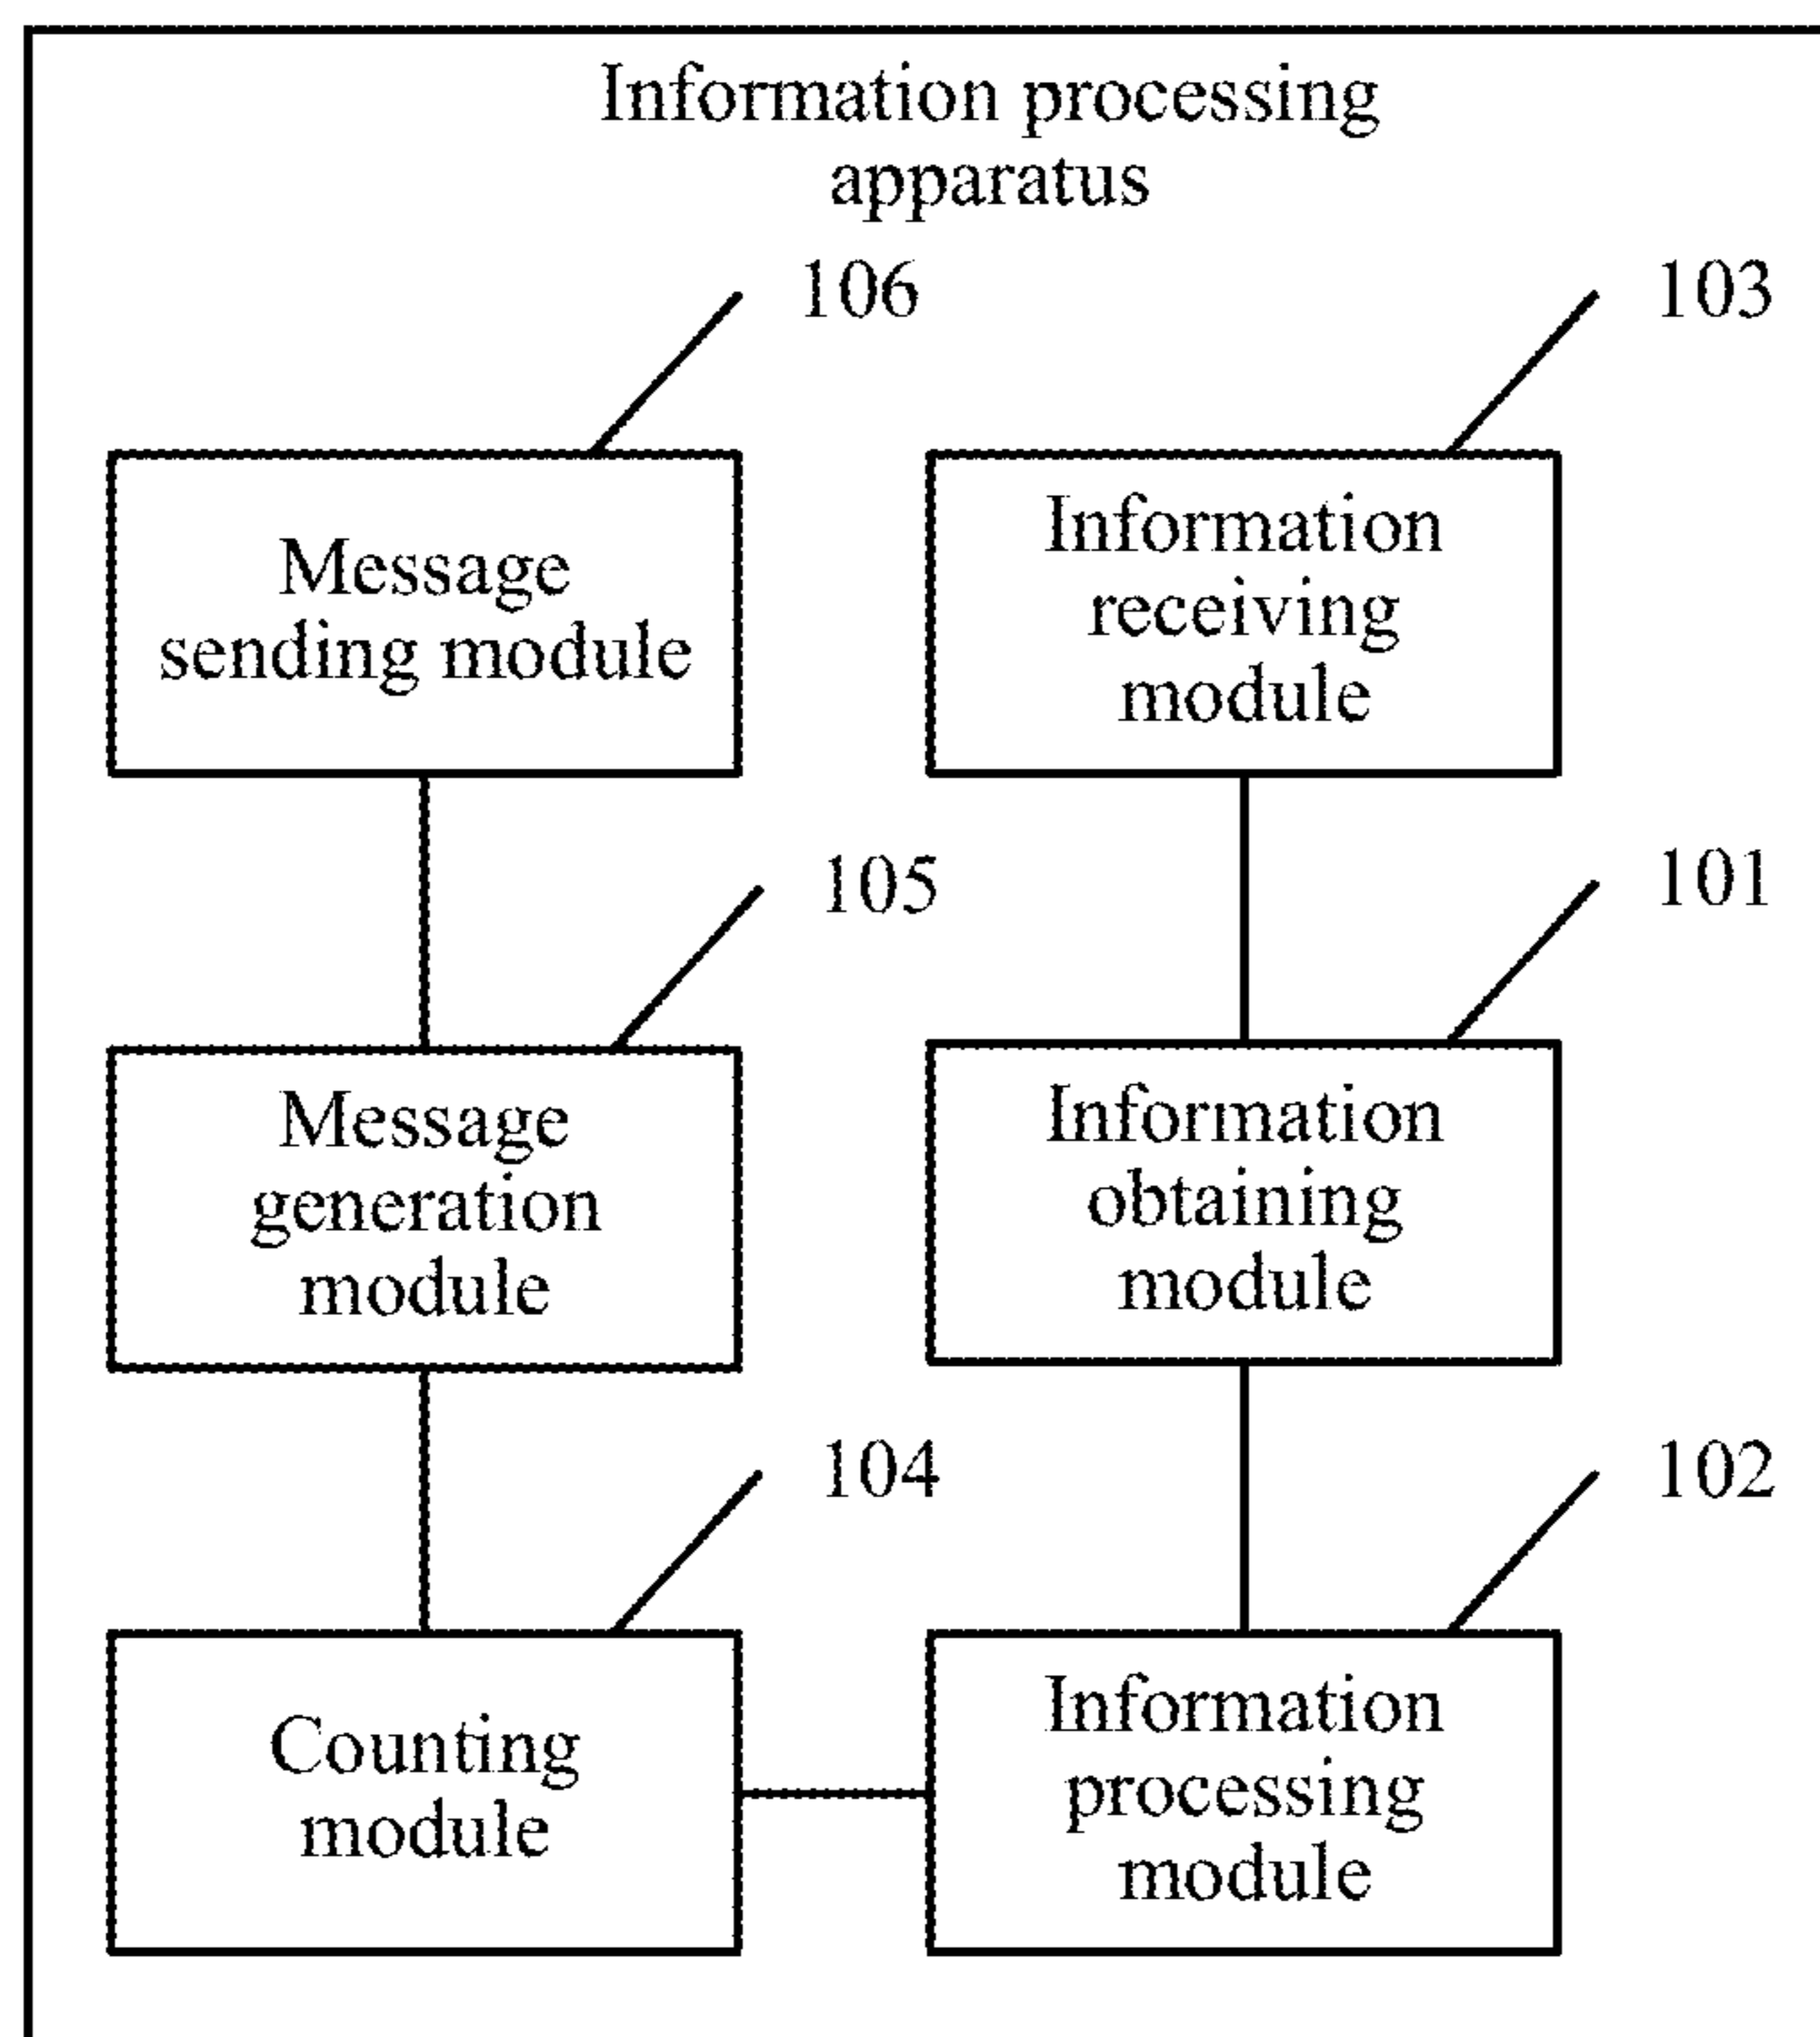 Information processing
apparatus
106
103
Message
sending module
Information
receiving
module
105
101
Message
generation
module
Information
obtaining
module
104
102
Counting
module
Information
processing
module